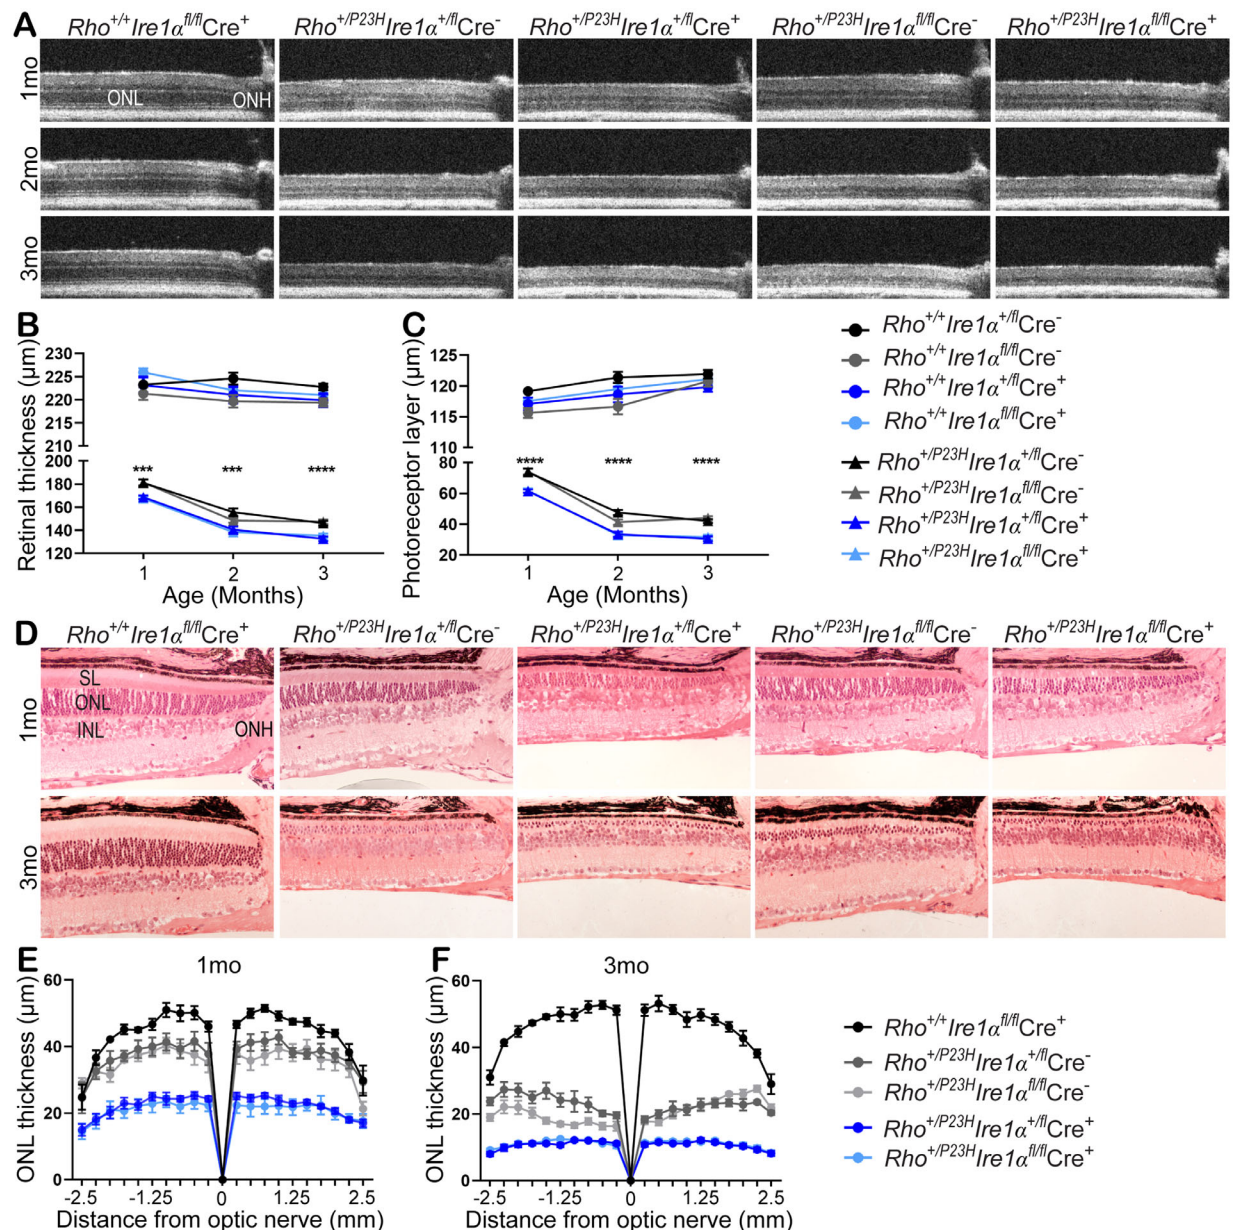 A
Rho+/+Ire1αfl/flCre+ Rho+/P23HIre1α+/flCre- Rho+/P23HIre1α+/flCre+ Rho+/P23HIre1αfl/flCre- Rho+/P23HIre1αfl/flCre+
1mo
ONL ONH
2mo
3mo
B
Retinal thickness (μm)
230
225
220
215
210
180
160
140
120
*** *** ****
1 2 3
Age (Months)
C
Photoreceptor layer (μm)
125
120
115
110
80
60
40
20
**** **** ****
1 2 3
Age (Months)
Rho+/+Ire1α+/flCre-
Rho+/+Ire1αfl/flCre-
Rho+/+Ire1α+/flCre+
Rho+/+Ire1αfl/flCre+
Rho+/P23HIre1α+/flCre-
Rho+/P23HIre1αfl/flCre-
Rho+/P23HIre1α+/flCre+
Rho+/P23HIre1αfl/flCre+
D
Rho+/+Ire1αfl/flCre+ Rho+/P23HIre1α+/flCre- Rho+/P23HIre1α+/flCre+ Rho+/P23HIre1αfl/flCre- Rho+/P23HIre1αfl/flCre+
1mo
SL
ONL
INL ONH
3mo
E
1mo
ONL thickness (μm)
60
40
20
0
-2.5 -1.25 0 1.25 2.5
Distance from optic nerve (mm)
F
3mo
ONL thickness (μm)
60
40
20
0
-2.5 -1.25 0 1.25 2.5
Distance from optic nerve (mm)
Rho+/+Ire1αfl/flCre+
Rho+/P23HIre1α+/flCre-
Rho+/P23HIre1αfl/flCre-
Rho+/P23HIre1α+/flCre+
Rho+/P23HIre1αfl/flCre+